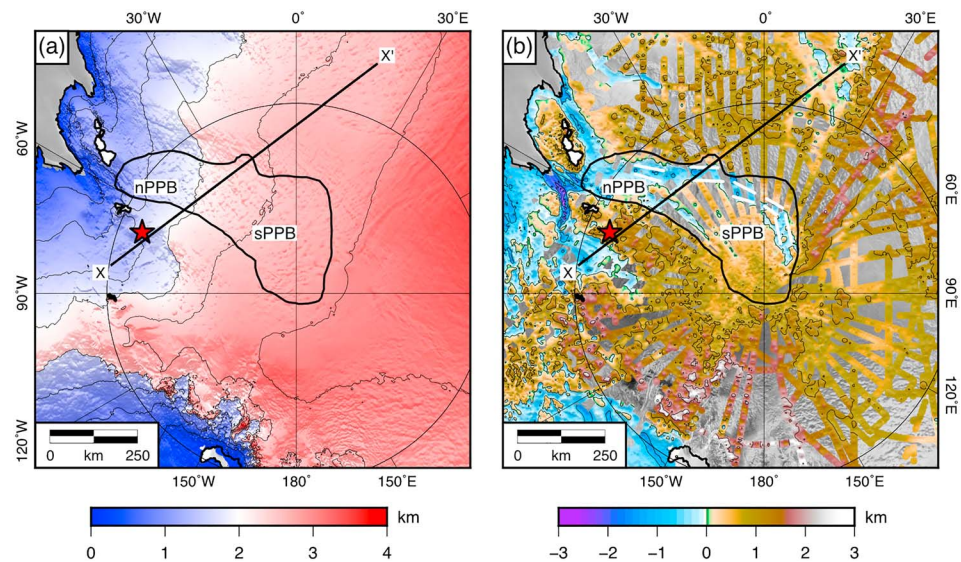 30°W 0° 30°E 30°W 0° 30°E
(a) (b)
X' X'
60°W 60°E
nPPB nPPB
sPPB sPPB
X X
90°W 90°E
120°W 120°E
0 km 250 0 km 250
150°W 180° 150°E 150°W 180° 150°E
km km
0 1 2 3 4 −3 −2 −1 0 1 2 3